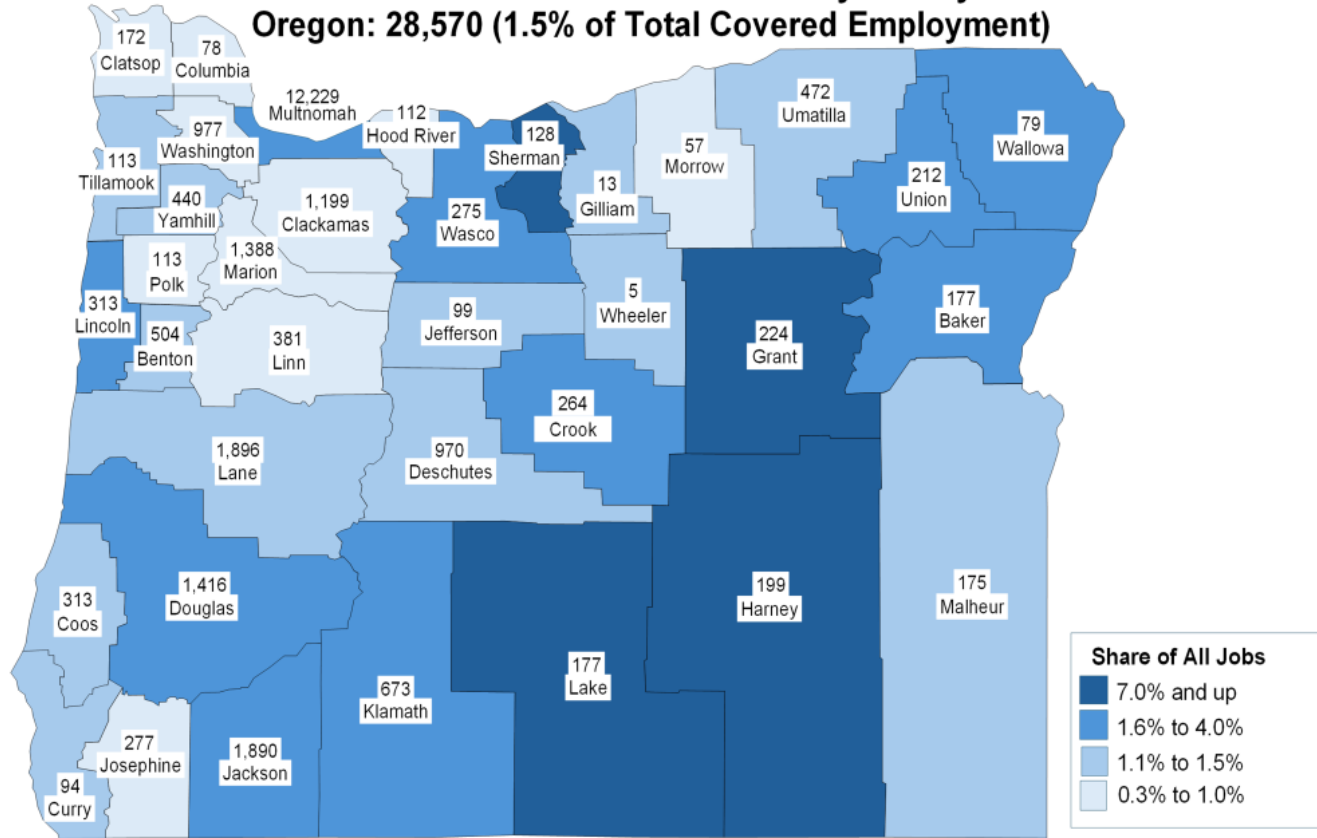 Oregon: 28,570 (1.5% of Total Covered Employment)
172
Clatsop
78
Columbia
12,229
Multnomah
112
Hood River
977
Washington
113
Tillamook
440
Yamhill
1,199
Clackamas
128
Sherman
275
Wasco
13
Gilliam
57
Morrow
472
Umatilla
212
Union
79
Wallowa
113
Polk
1,388
Marion
313
Lincoln
504
Benton
381
Linn
99
Jefferson
5
Wheeler
224
Grant
177
Baker
1,896
Lane
970
Deschutes
264
Crook
313
Coos
1,416
Douglas
199
Harney
175
Malheur
94
Curry
277
Josephine
1,890
Jackson
673
Klamath
177
Lake
Share of All Jobs
7.0% and up
1.6% to 4.0%
1.1% to 1.5%
0.3% to 1.0%